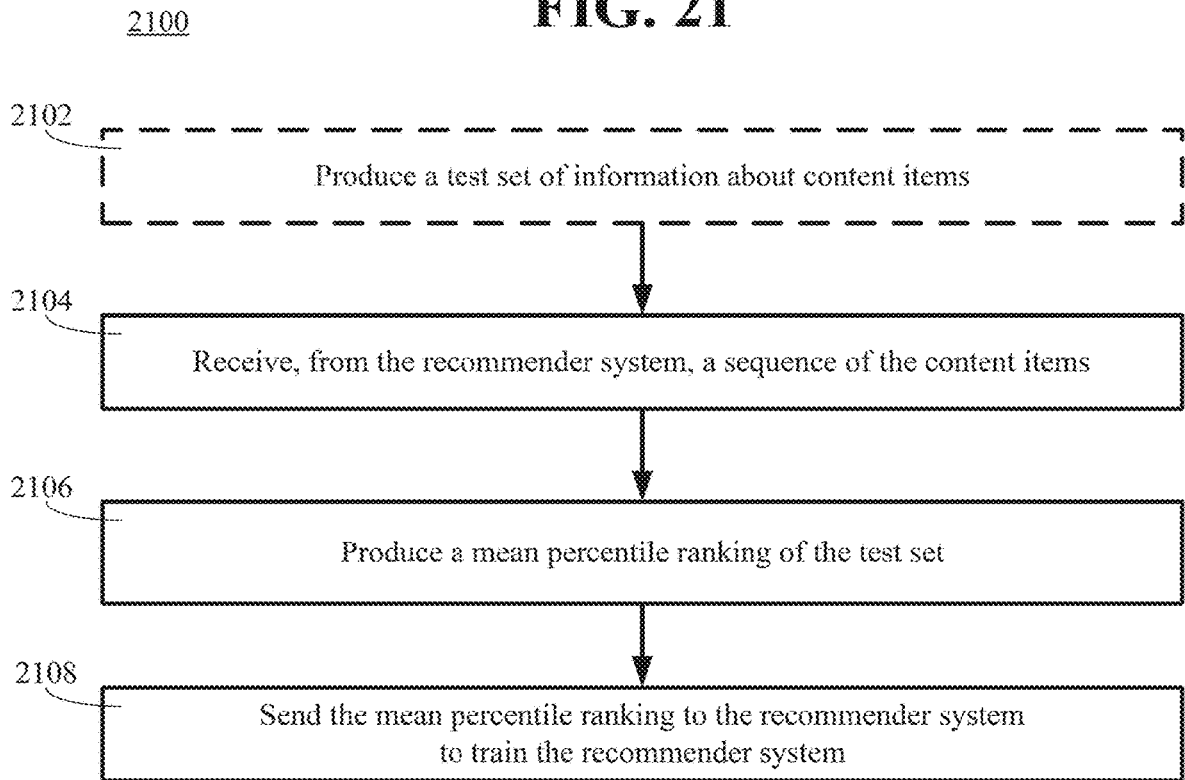 FIG. 21
2100
2102
Produce a test set of information about content items
2104
Receive, from the recommender system, a sequence of the content items
2106
Produce a mean percentile ranking of the test set
2108
Send the mean percentile ranking to the recommender system
to train the recommender system